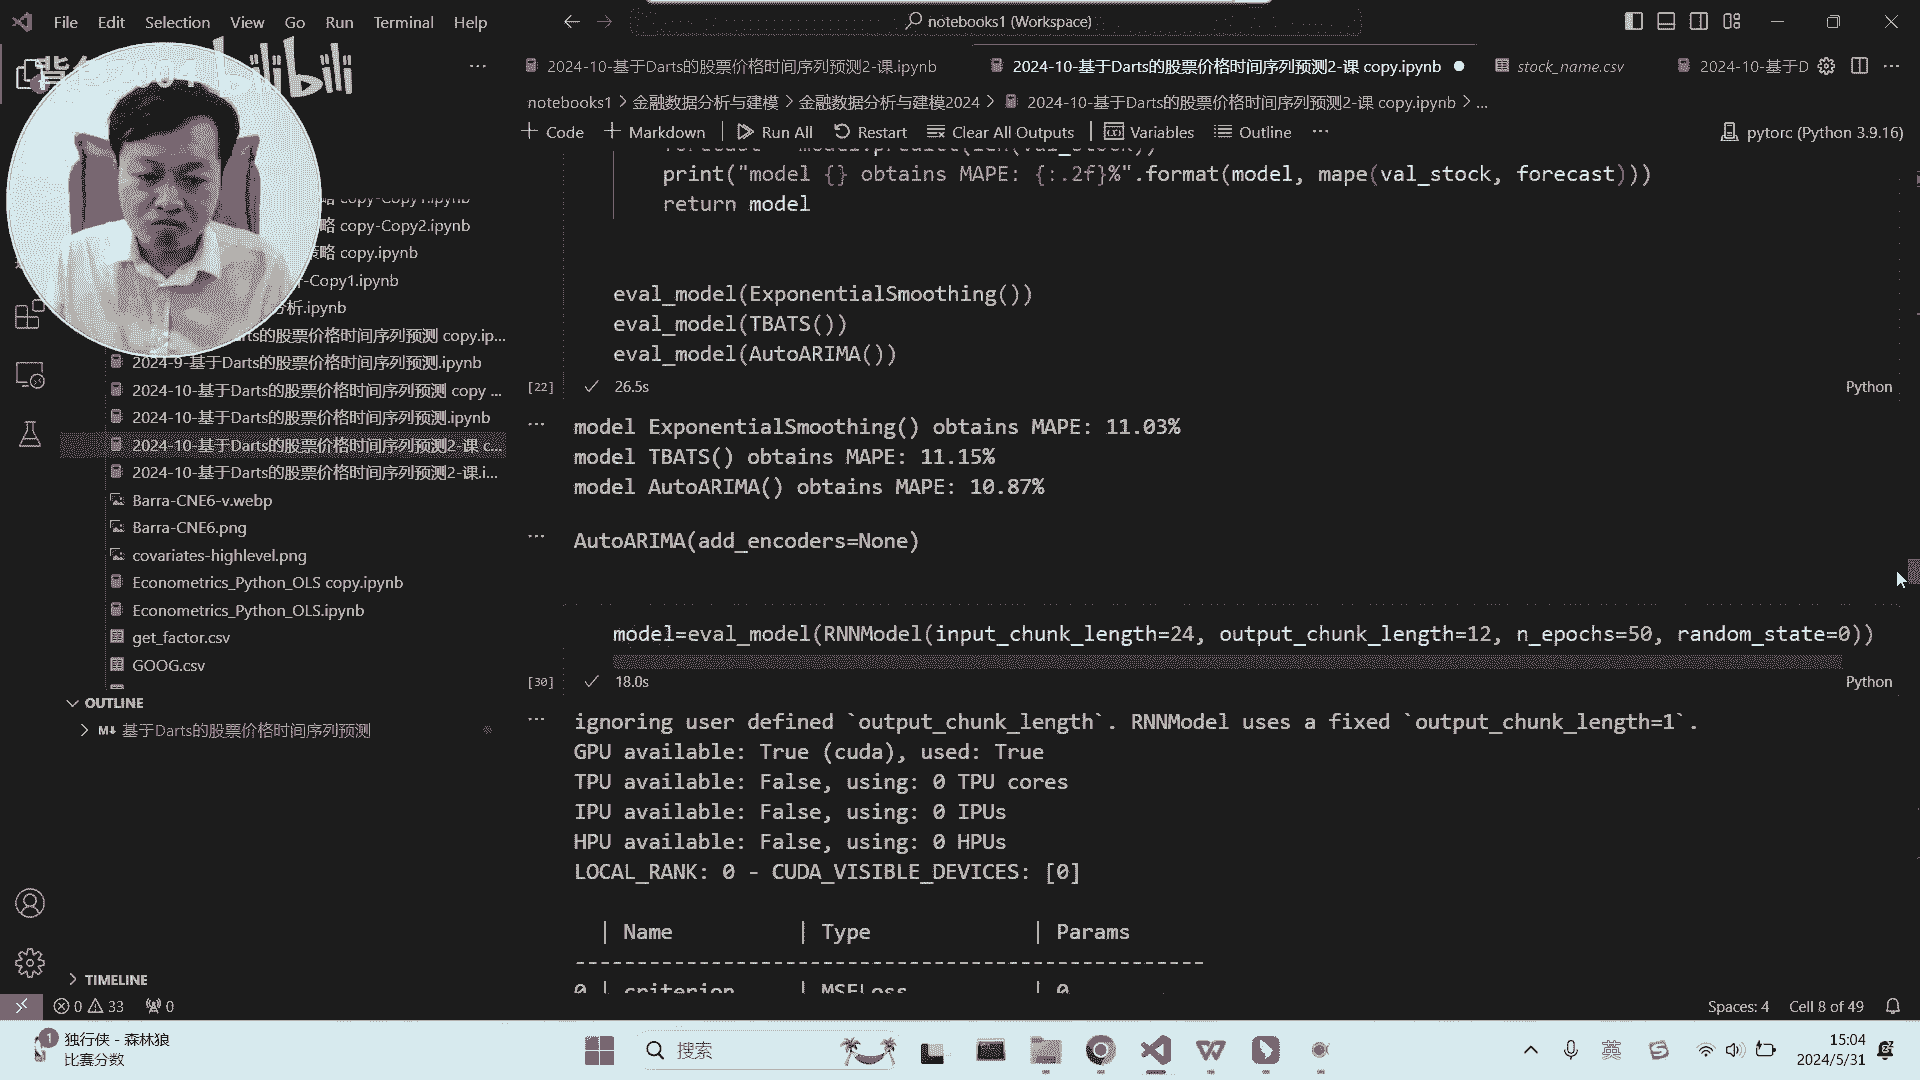 File Edit Selection View Go Run Terminal Help
notebooks1 (Workspace)
bilibili
2024-10-基于Darts的股票价格时间序列预测2-课.ipynb
2024-10-基于Darts的股票价格时间序列预测2-课 copy.ipynb
stock_name.csv
2024-10-基于D
notebooks1 > 金融数据分析与建模 > 金融数据分析与建模2024 > 2024-10-基于Darts的股票价格时间序列预测2-课 copy.ipynb > ...
+ Code + Markdown Run All Restart Clear All Outputs Variables Outline ...
pytorc (Python 3.9.16)
print("model {} obtains MAPE: {:.2f}%".format(model, mape(val_stock, forecast)))
return model
eval_model(ExponentialSmoothing())
eval_model(TBATS())
eval_model(AutoARIMA())
[22] 26.5s Python
model ExponentialSmoothing() obtains MAPE: 11.03%
model TBATS() obtains MAPE: 11.15%
model AutoARIMA() obtains MAPE: 10.87%
AutoARIMA(add_encoders=None)
model=eval_model(RNNModel(input_chunk_length=24, output_chunk_length=12, n_epochs=50, random_state=0))
[30] 18.0s Python
ignoring user defined `output_chunk_length`. RNNModel uses a fixed `output_chunk_length=1`.
GPU available: True (cuda), used: True
TPU available: False, using: 0 TPU cores
IPU available: False, using: 0 IPUs
HPU available: False, using: 0 HPUs
LOCAL_RANK: 0 - CUDA_VISIBLE_DEVICES: [0]
| Name | Type | Params
------------------------------------------------
0 | criterion | MSELoss | 0
略 copy-Copy1.ipynb
略 copy-Copy2.ipynb
策略 copy.ipynb
-Copy1.ipynb
分析.ipynb
Darts的股票价格时间序列预测 copy.ip...
2024-9-基于Darts的股票价格时间序列预测.ipynb
2024-10-基于Darts的股票价格时间序列预测 copy ...
2024-10-基于Darts的股票价格时间序列预测.ipynb
2024-10-基于Darts的股票价格时间序列预测2-课 c...
2024-10-基于Darts的股票价格时间序列预测2-课.i...
Barra-CNE6-v.webp
Barra-CNE6.png
covariates-highlevel.png
Econometrics_Python_OLS copy.ipynb
Econometrics_Python_OLS.ipynb
get_factor.csv
GOOG.csv
OUTLINE
基于Darts的股票价格时间序列预测
TIMELINE
0 33 0
Spaces: 4 Cell 8 of 49
1
独行侠 - 森林狼
比赛分数
搜索
英
15:04
2024/5/31